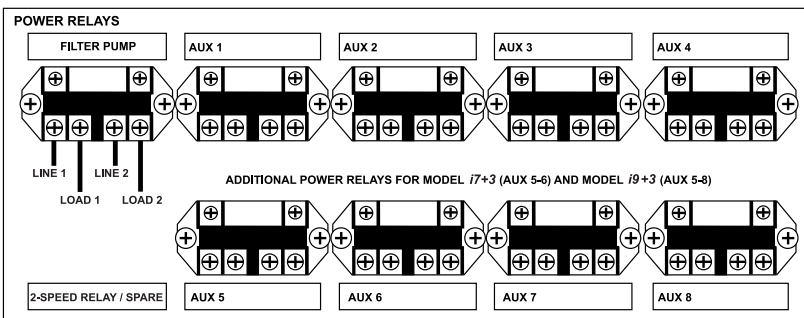 POWER RELAYS
FILTER PUMP
AUX 1
AUX 2
AUX 3
AUX 4
LINE 1
LINE 2
LOAD 1
LOAD 2
ADDITIONAL POWER RELAYS FOR MODEL i7+3 (AUX 5-6) AND MODEL i9+3 (AUX 5-8)
2-SPEED RELAY / SPARE
AUX 5
AUX 6
AUX 7
AUX 8